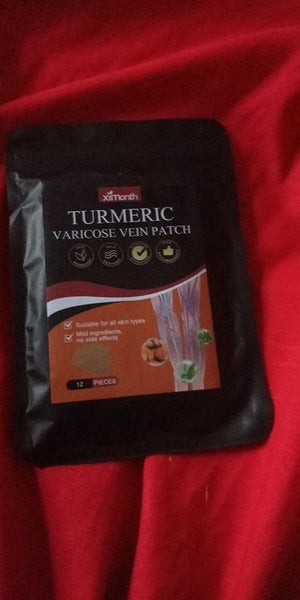 ximonth
TURMERIC
VARICOSE VEIN PATCH
Suitable for all skin types
Mild ingredients,
no side effects
12 PIECES